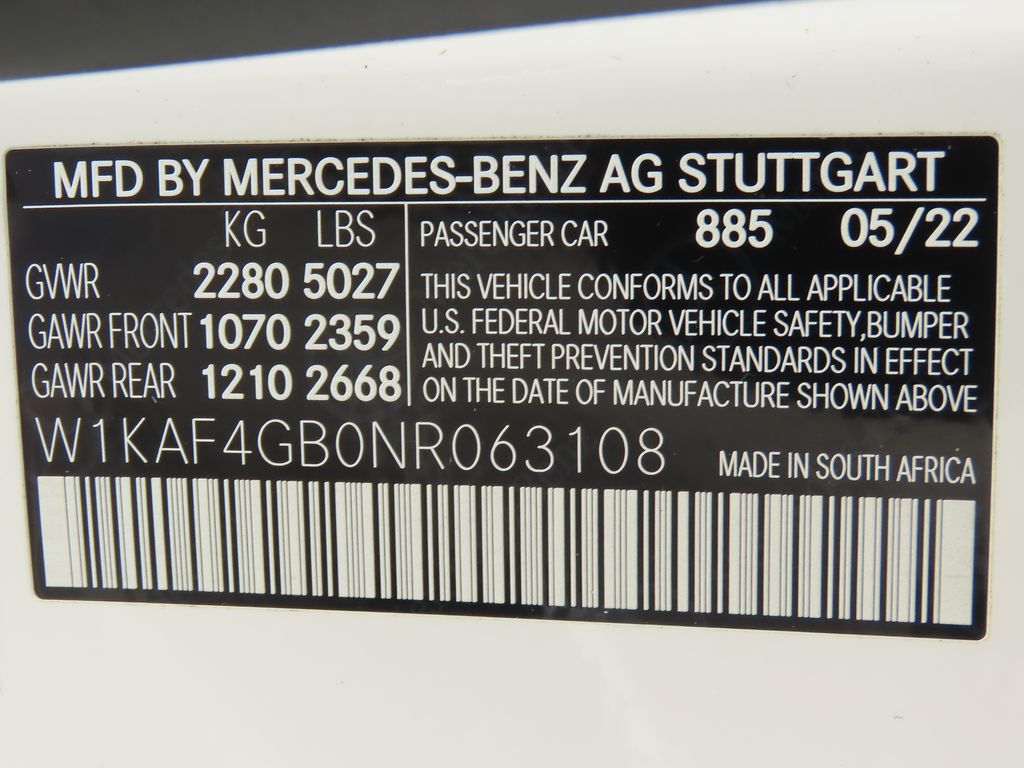 MFD BY MERCEDES-BENZ AG STUTTGART
KG LBS
GVWR 2280 5027
GAWR FRONT 1070 2359
GAWR REAR 1210 2668
PASSENGER CAR 885 05/22
THIS VEHICLE CONFORMS TO ALL APPLICABLE
U.S. FEDERAL MOTOR VEHICLE SAFETY,BUMPER
AND THEFT PREVENTION STANDARDS IN EFFECT
ON THE DATE OF MANUFACTURE SHOWN ABOVE
W1KAF4GB0NR063108
MADE IN SOUTH AFRICA